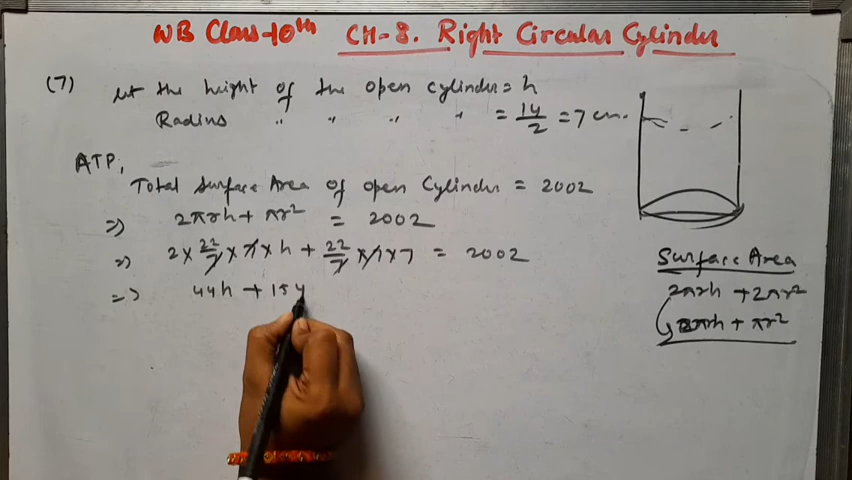 WB Class-10th CH-8. Right Circular Cylinder
(7) Let the height of the open cylinder = h
Radius " " " " = 14/2 = 7 cm.
ATP,
Total Surface Area of open Cylinder = 2002
=> 2πrh + πr² = 2002
=> 2 × 22/7 × 7 × h + 22/7 × 7 × 7 = 2002
=> 44h + 154
Surface Area
2πrh + 2πr²
2πrh + πr²